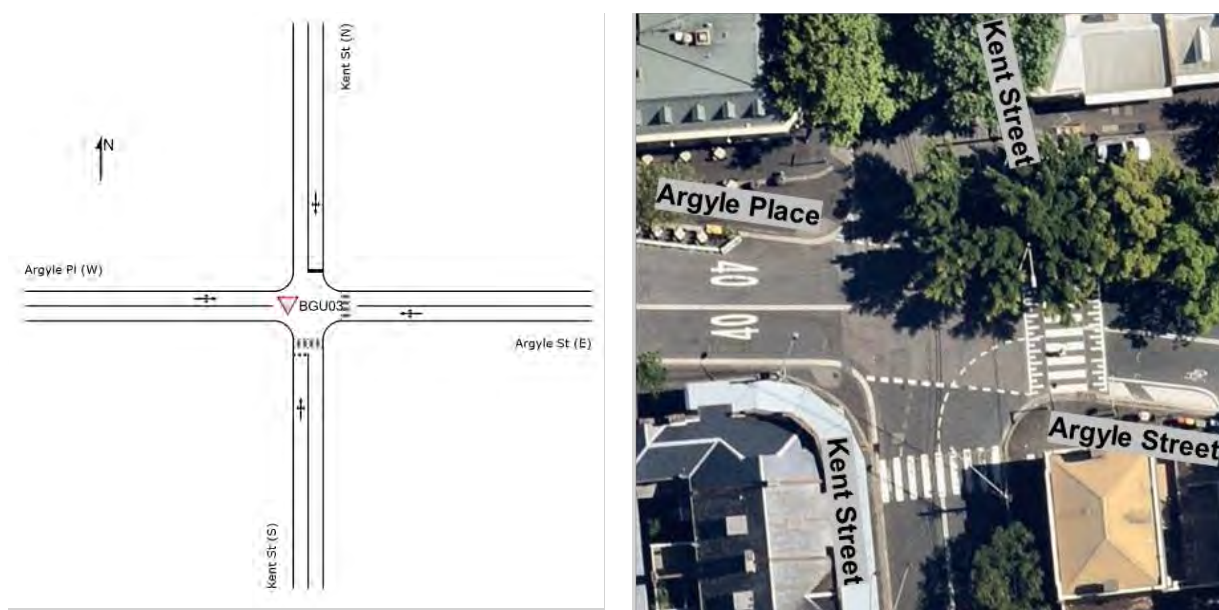 Kent St (N)
N
Argyle Pl (W)
BGU03
Argyle St (E)
Kent St (S)
Kent Street
Argyle Place
40
40
Argyle Street
Kent Street